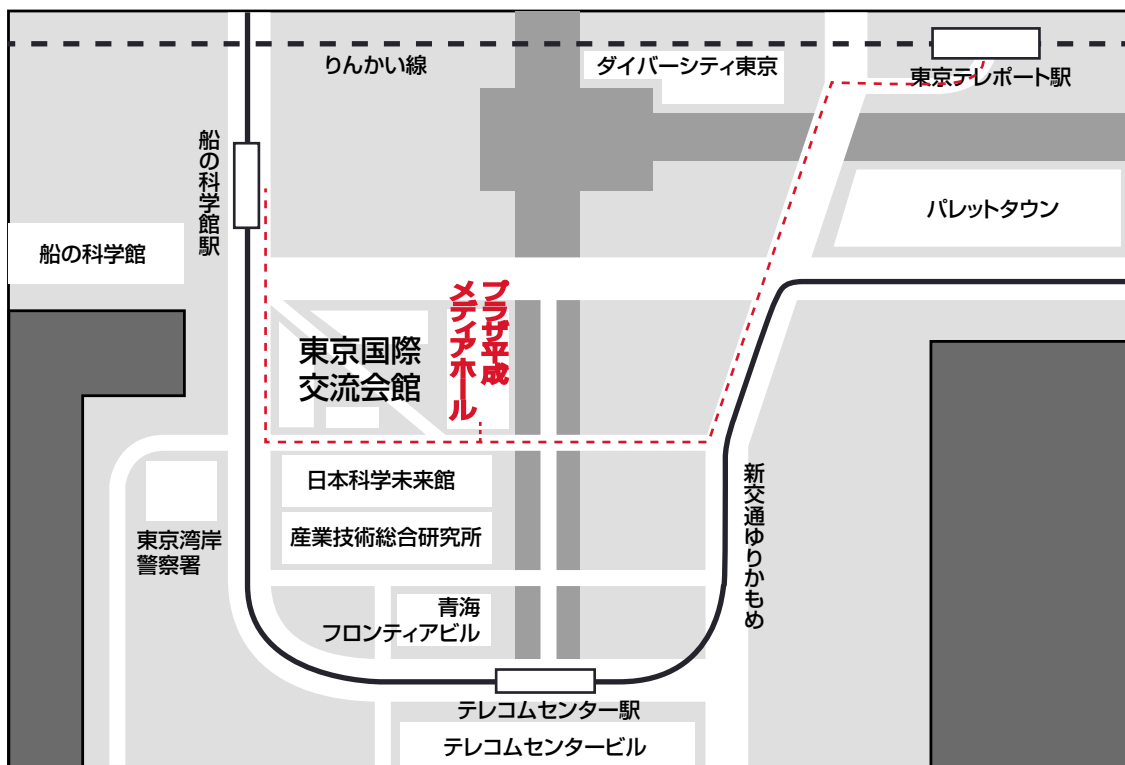 りんかい線
ダイバーシティ東京
東京テレポート駅
船の科学館駅
船の科学館
パレットタウン
プラザ平成
メディアホール
東京国際
交流会館
日本科学未来館
産業技術総合研究所
東京湾岸
警察署
新交通ゆりかもめ
青海
フロンティアビル
テレコムセンター駅
テレコムセンタービル